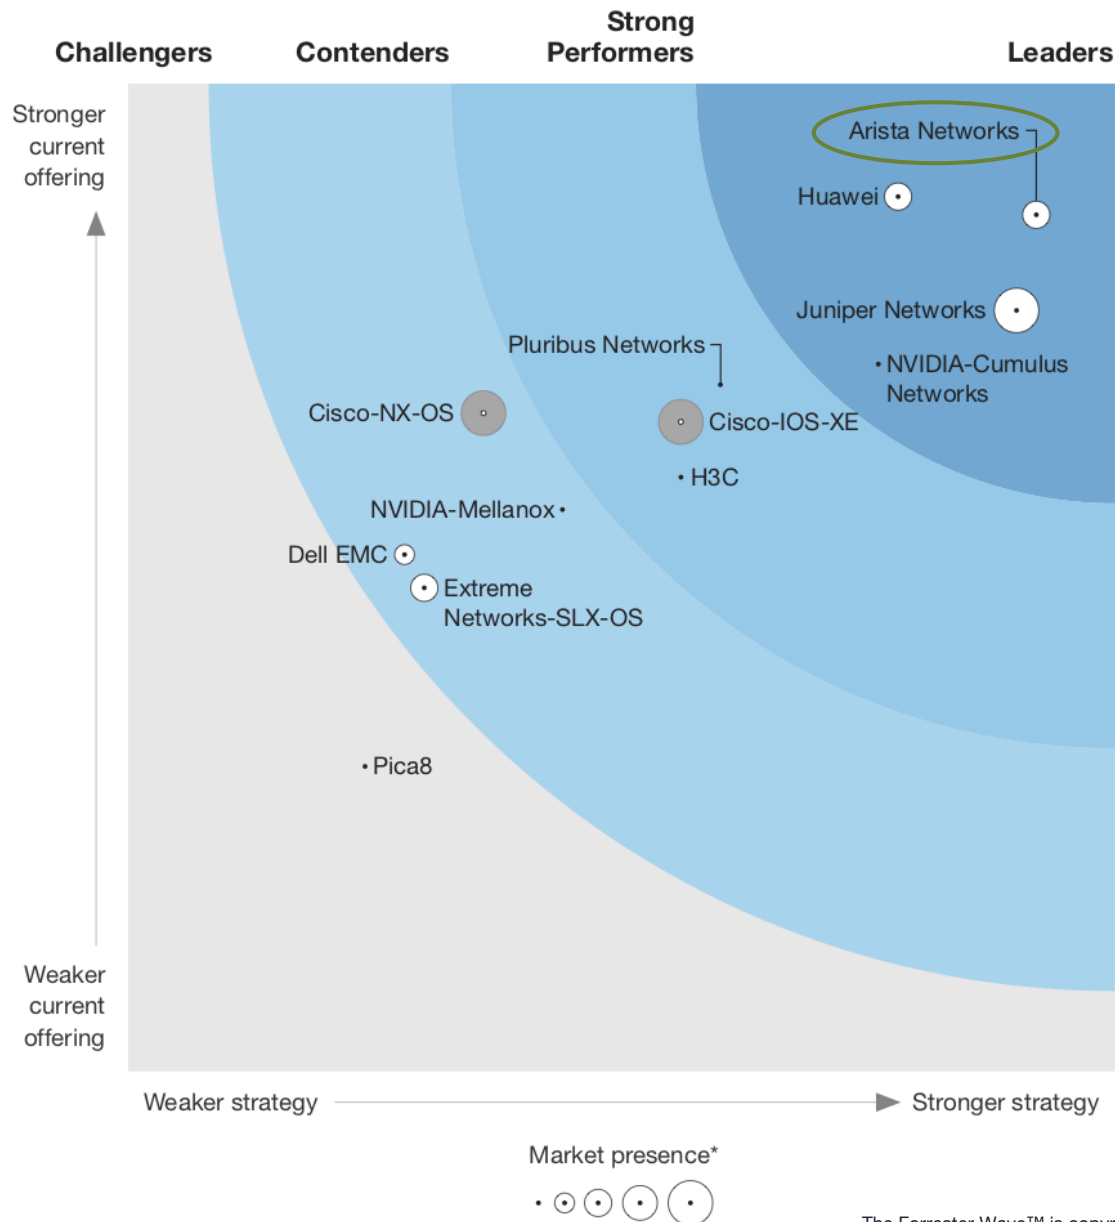 Challengers
Contenders
Strong
Performers
Leaders
Stronger
current
offering
Arista Networks
Huawei
Juniper Networks
Pluribus Networks
NVIDIA-Cumulus
Networks
Cisco-NX-OS
Cisco-IOS-XE
H3C
NVIDIA-Mellanox
Dell EMC
Extreme
Networks-SLX-OS
Pica8
Weaker
current
offering
Weaker strategy
Stronger strategy
Market presence*